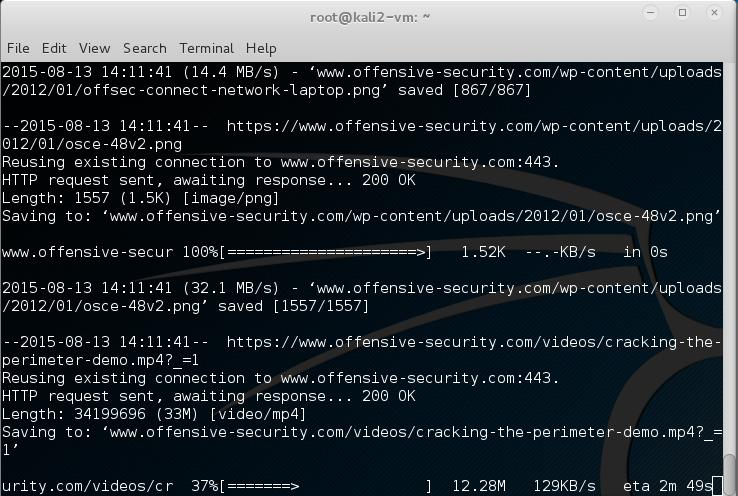 root@kali2-vm: ~
File Edit View Search Terminal Help
2015-08-13 14:11:41 (14.4 MB/s) - ‘www.offensive-security.com/wp-content/uploads
/2012/01/offsec-connect-network-laptop.png’ saved [867/867]
--2015-08-13 14:11:41-- https://www.offensive-security.com/wp-content/uploads/2
012/01/osce-48v2.png
Reusing existing connection to www.offensive-security.com:443.
HTTP request sent, awaiting response... 200 OK
Length: 1557 (1.5K) [image/png]
Saving to: ‘www.offensive-security.com/wp-content/uploads/2012/01/osce-48v2.png’
www.offensive-secur 100%[=====================>] 1.52K --.-KB/s in 0s
2015-08-13 14:11:41 (32.1 MB/s) - ‘www.offensive-security.com/wp-content/uploads
/2012/01/osce-48v2.png’ saved [1557/1557]
--2015-08-13 14:11:41-- https://www.offensive-security.com/videos/cracking-the-
perimeter-demo.mp4?_=1
Reusing existing connection to www.offensive-security.com:443.
HTTP request sent, awaiting response... 200 OK
Length: 34199696 (33M) [video/mp4]
Saving to: ‘www.offensive-security.com/videos/cracking-the-perimeter-demo.mp4?_=
1’
urity.com/videos/cr 37%[=======> ] 12.28M 129KB/s eta 2m 49s